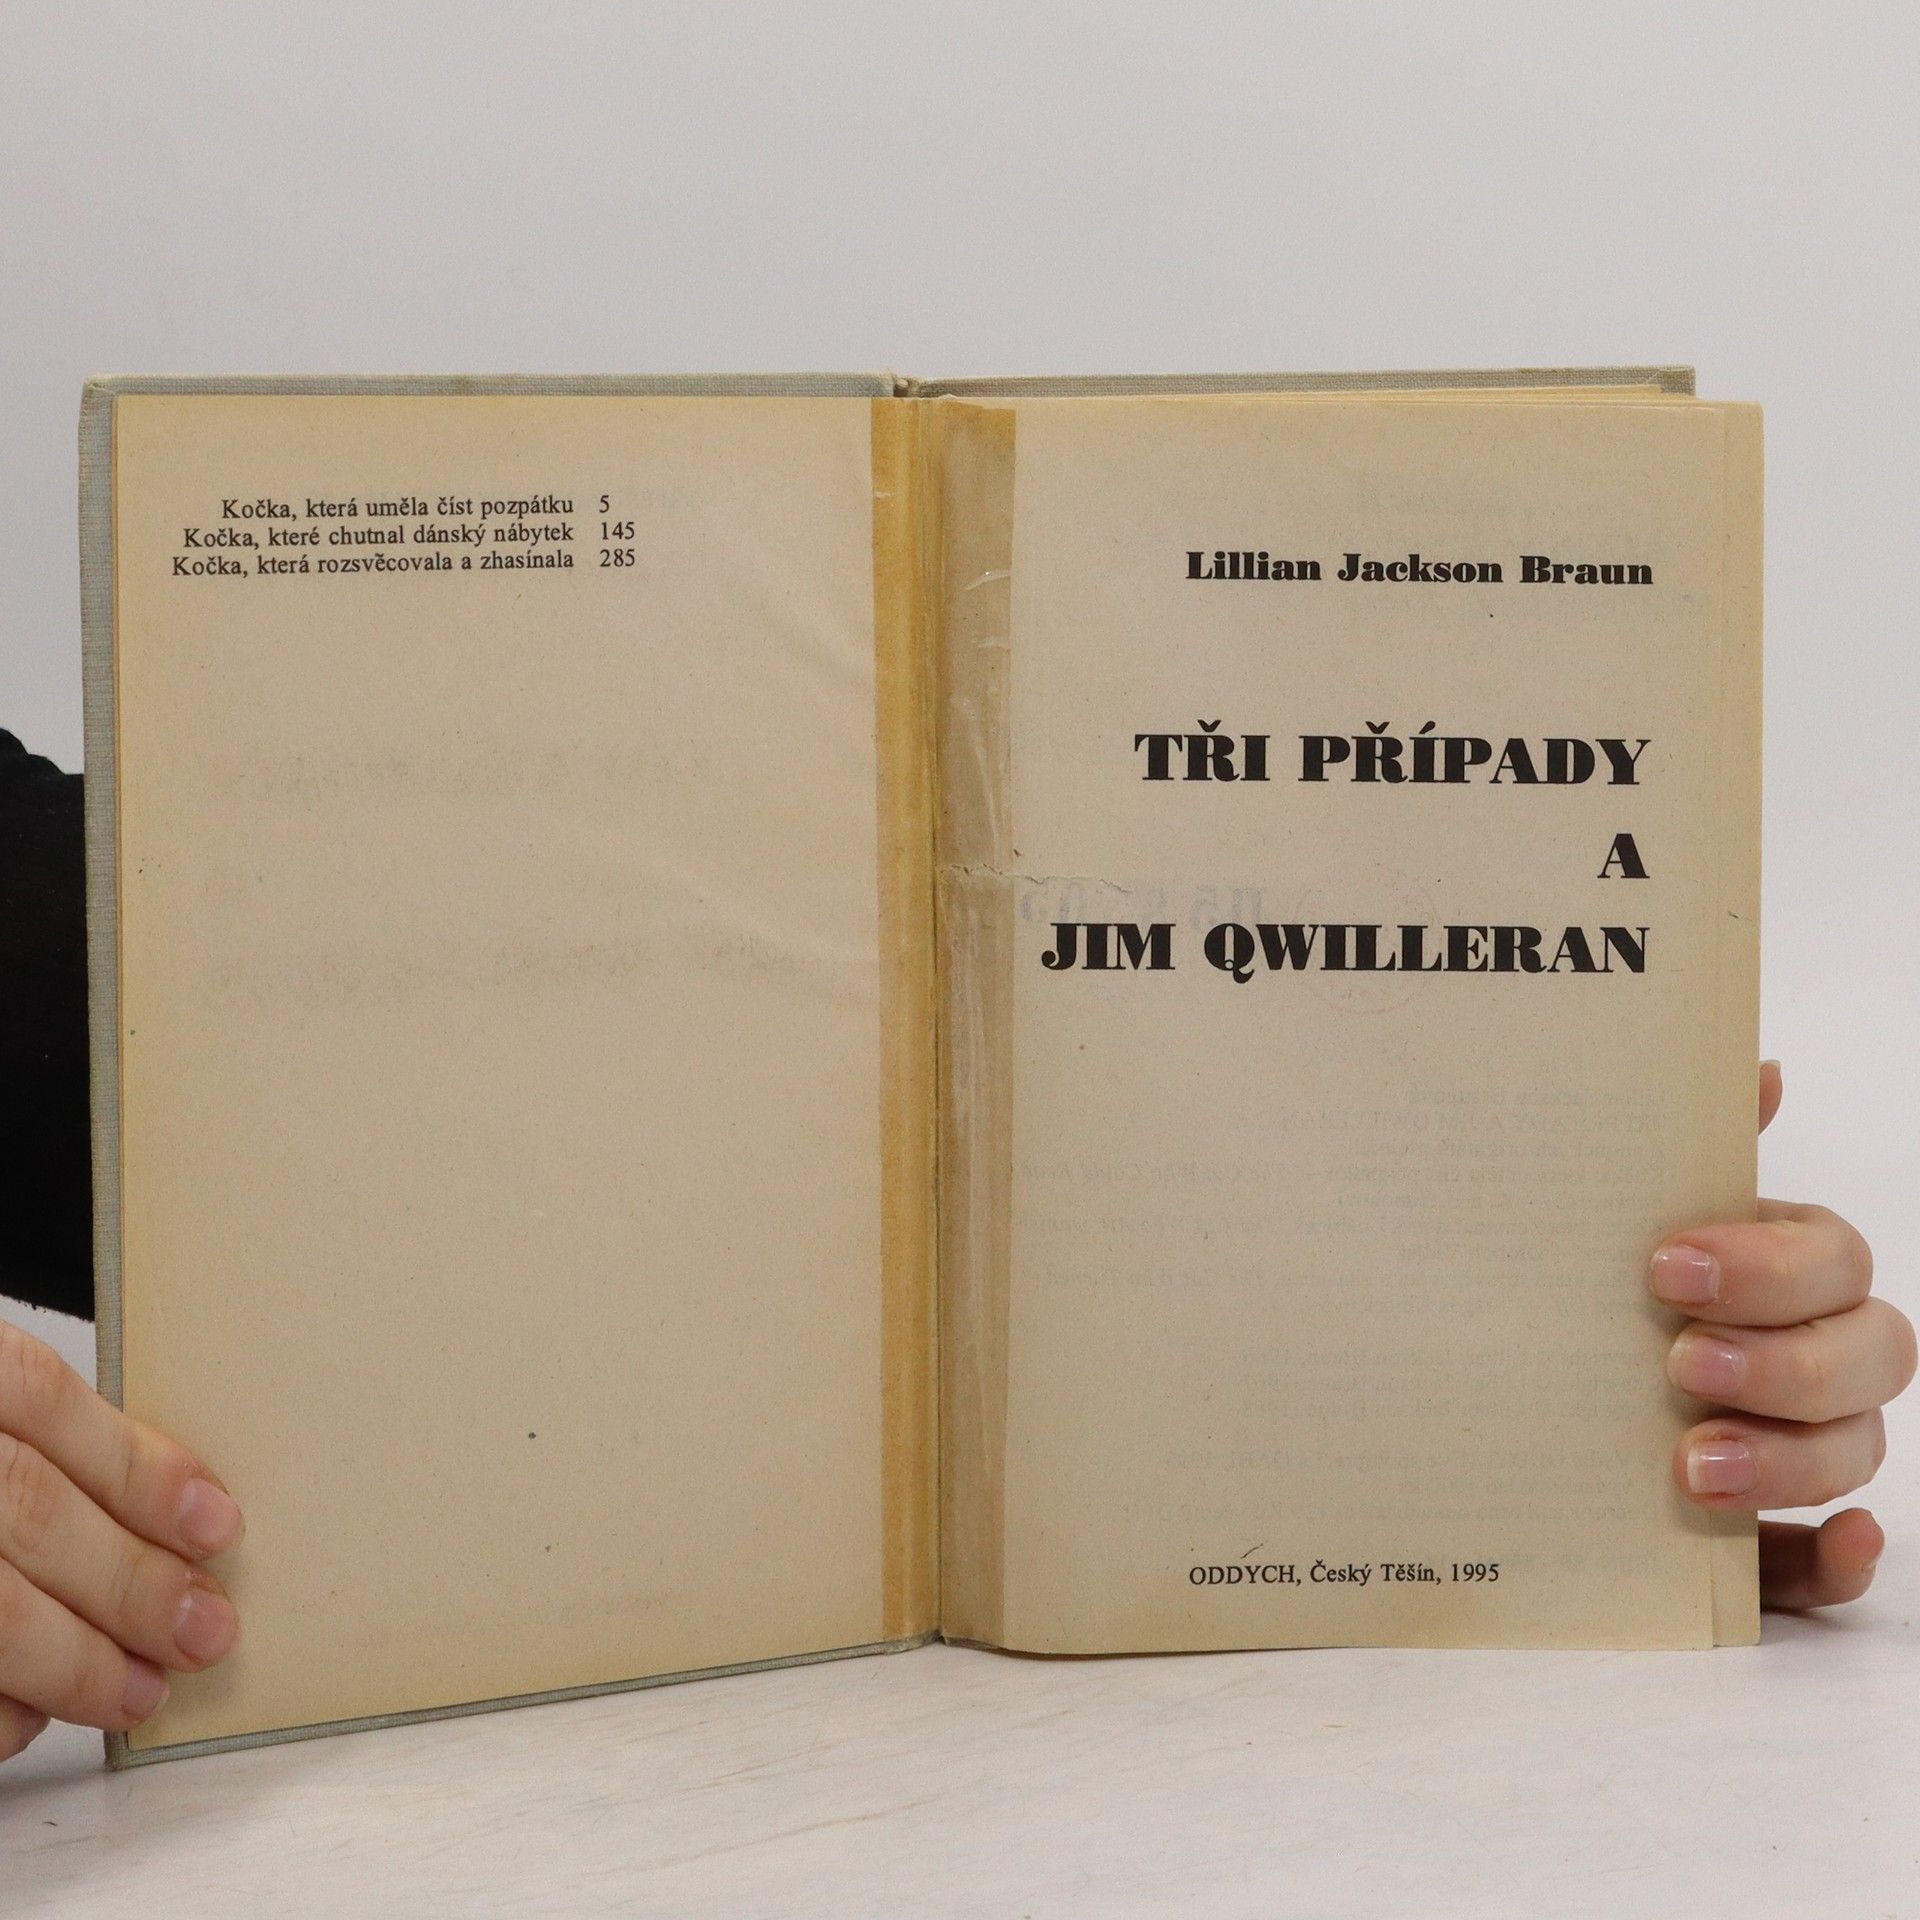 Kočka, která uměla číst pozpátku 5
Kočka, které chutnal dánský nábytek 145
Kočka, která rozsvěcovala a zhasínala 285
Lillian Jackson Braun
TŘI PŘÍPADY
A
JIM QWILLERAN
ODDYCH, Český Těšín, 1995